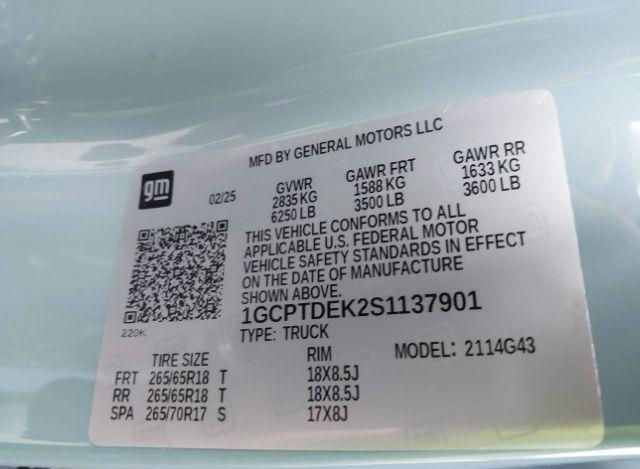 MFD BY GENERAL MOTORS LLC
gm
02/25
GVWR GAWR FRT GAWR RR
2835 KG 1588 KG 1633 KG
6250 LB 3500 LB 3600 LB
THIS VEHICLE CONFORMS TO ALL
APPLICABLE U.S. FEDERAL MOTOR
VEHICLE SAFETY STANDARDS IN EFFECT
ON THE DATE OF MANUFACTURE
SHOWN ABOVE.
1GCPTDEK2S1137901
220K
TYPE: TRUCK
MODEL: 2114G43
TIRE SIZE RIM
FRT 265/65R18 T 18X8.5J
RR 265/65R18 T 18X8.5J
SPA 265/70R17 S 17X8J